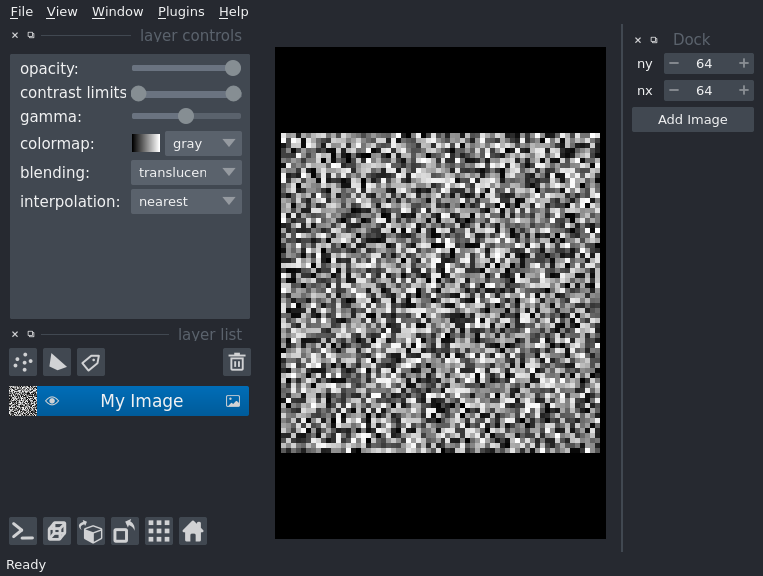 File View Window Plugins Help
layer controls
opacity:
contrast limits
gamma:
colormap: gray
blending: translucen
interpolation: nearest
layer list
My Image
Ready
Dock
ny 64
nx 64
Add Image